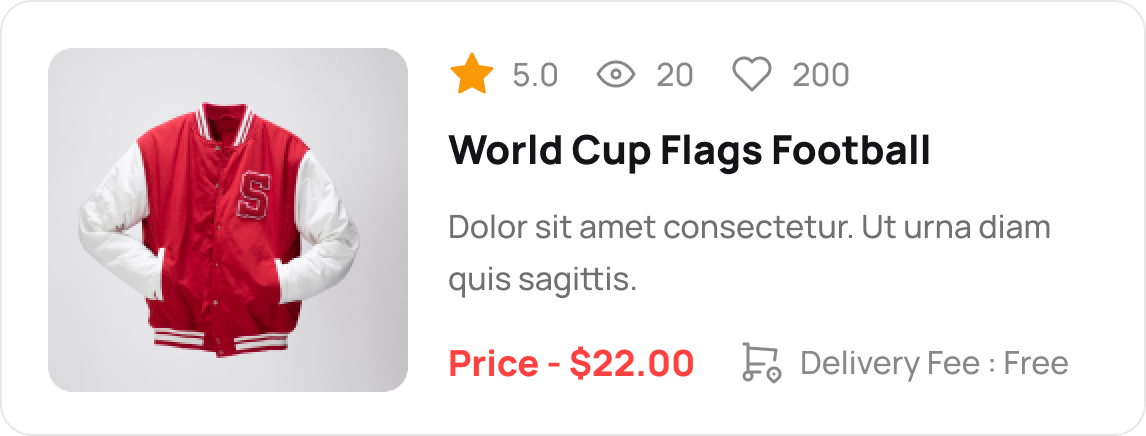 5.0 20 200
World Cup Flags Football
S
Dolor sit amet consectetur. Ut urna diam
quis sagittis.
Price - $22.00 Delivery Fee : Free